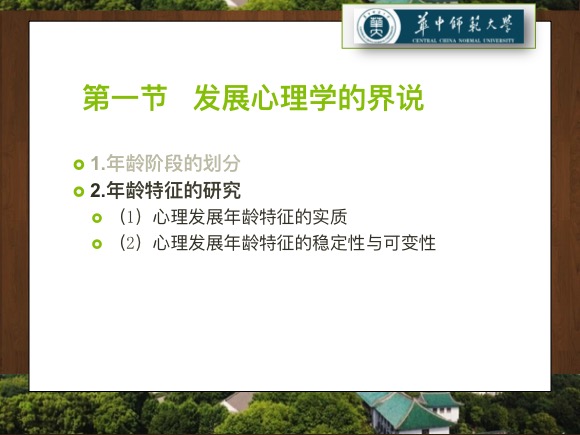 華中師範大學
CENTRAL CHINA NORMAL UNIVERSITY
第一节 发展心理学的界说
1.年龄阶段的划分
2.年龄特征的研究
（1）心理发展年龄特征的实质
（2）心理发展年龄特征的稳定性与可变性